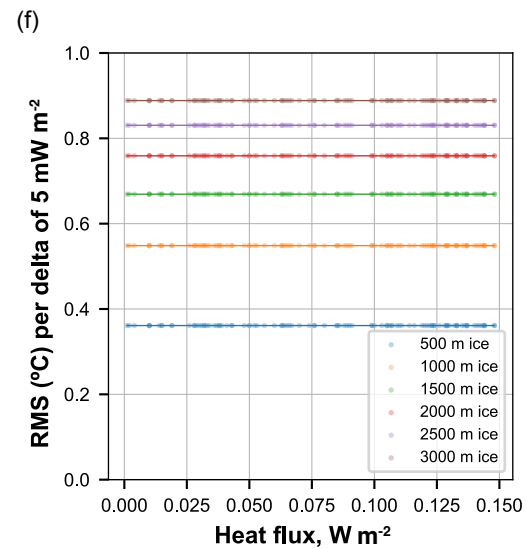 (f)
RMS (ºC) per delta of 5 mW m-2
1.0
0.8
0.6
0.4
0.2
0.0
500 m ice
1000 m ice
1500 m ice
2000 m ice
2500 m ice
3000 m ice
0.000 0.025 0.050 0.075 0.100 0.125 0.150
Heat flux, W m-2